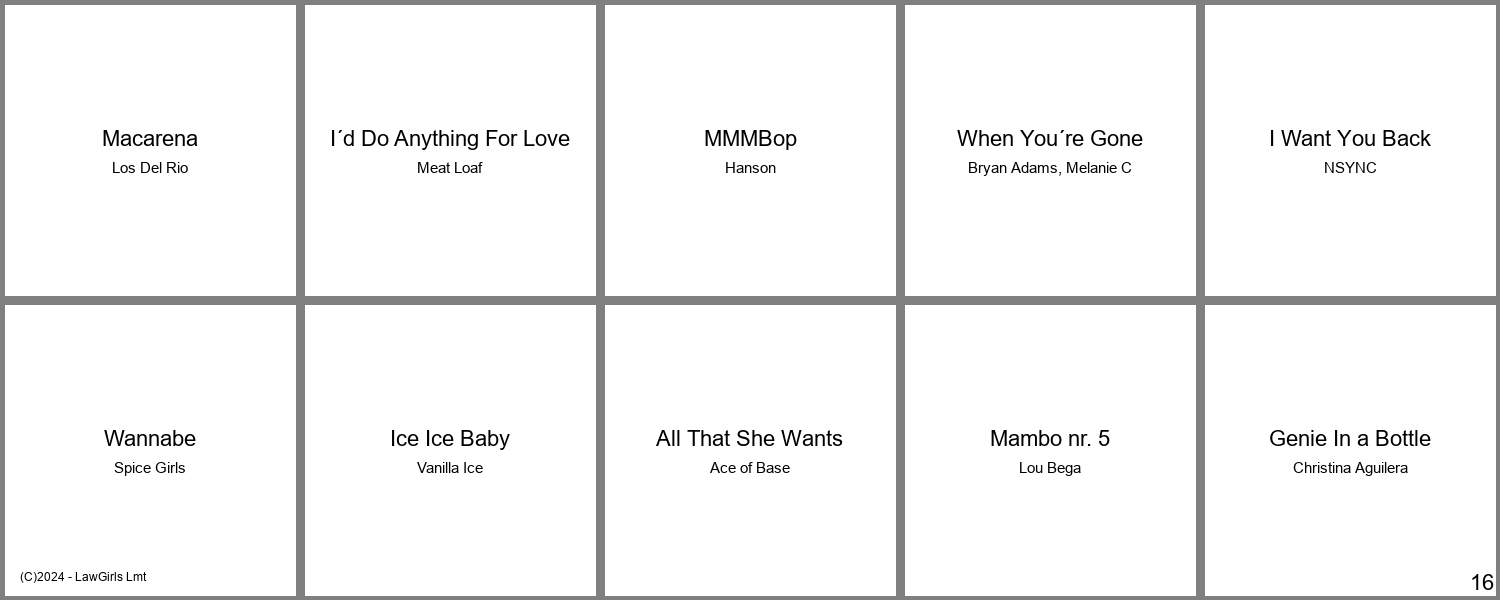 Macarena
Los Del Rio
I´d Do Anything For Love
Meat Loaf
MMMBop
Hanson
When You´re Gone
Bryan Adams, Melanie C
I Want You Back
NSYNC
Wannabe
Spice Girls
Ice Ice Baby
Vanilla Ice
All That She Wants
Ace of Base
Mambo nr. 5
Lou Bega
Genie In a Bottle
Christina Aguilera
(C)2024 - LawGirls Lmt
16